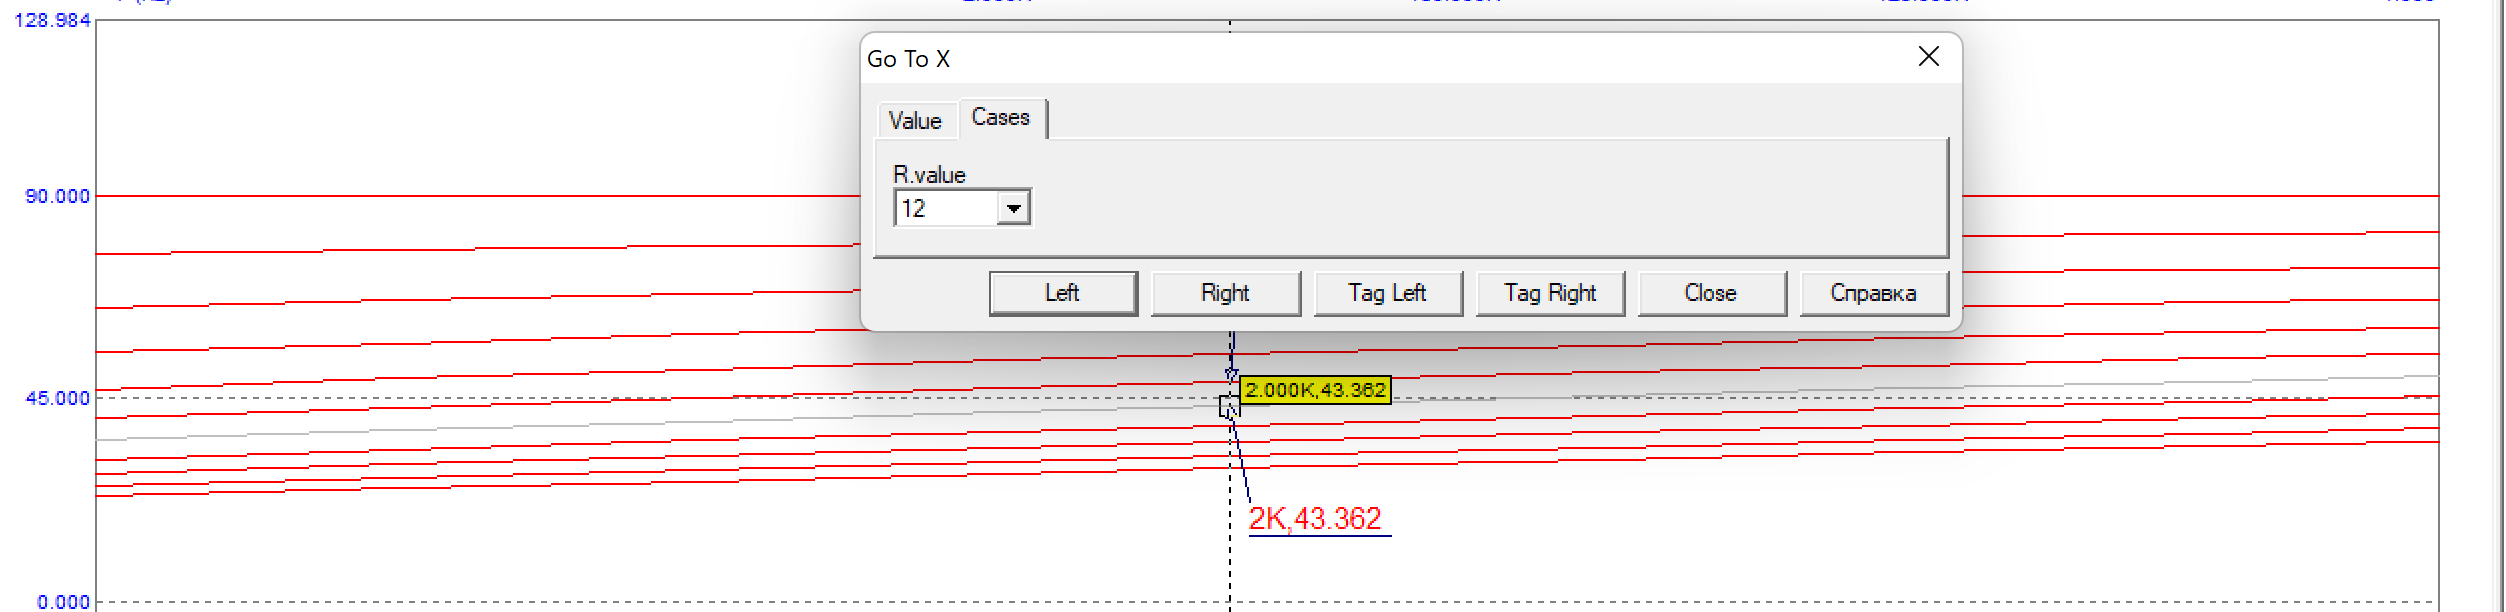 128.984
Go To X
Value
Cases
R.value
12
Left
Right
Tag Left
Tag Right
Close
Справка
90.000
45.000
2.000K,43.362
2K,43.362
0.000